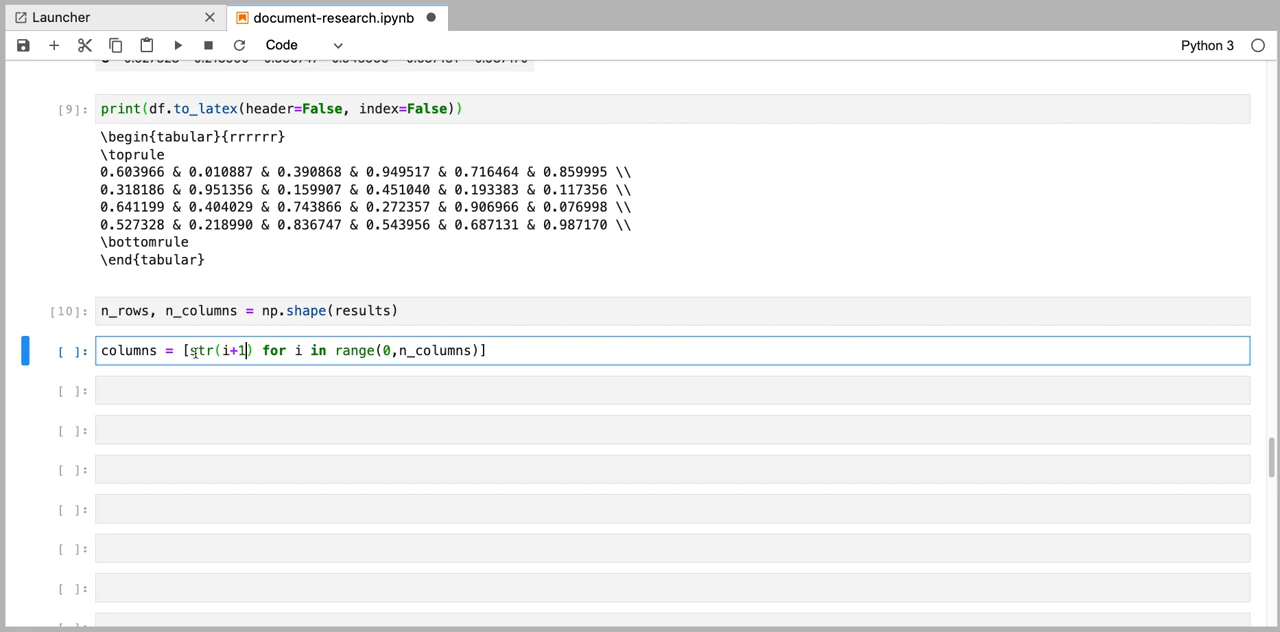 Launcher
document-research.ipynb
Code
Python 3
[9]:
print(df.to_latex(header=False, index=False))
\begin{tabular}{rrrrrr}
\toprule
0.603966 & 0.010887 & 0.390868 & 0.949517 & 0.716464 & 0.859995 \\
0.318186 & 0.951356 & 0.159907 & 0.451040 & 0.193383 & 0.117356 \\
0.641199 & 0.404029 & 0.743866 & 0.272357 & 0.906966 & 0.076998 \\
0.527328 & 0.218990 & 0.836747 & 0.543956 & 0.687131 & 0.987170 \\
\bottomrule
\end{tabular}
[10]:
n_rows, n_columns = np.shape(results)
[ ]:
columns = [str(i+1) for i in range(0,n_columns)]
[ ]:
[ ]:
[ ]:
[ ]:
[ ]:
[ ]: